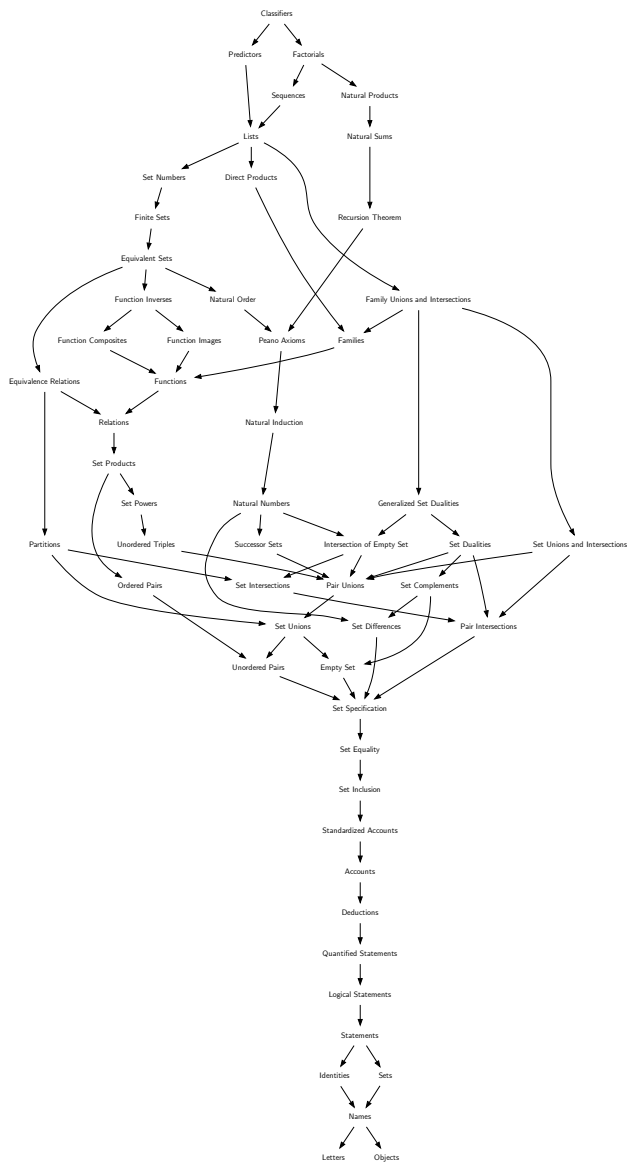 Classifiers
Predictors Factorials
Sequences Natural Products
Lists Natural Sums
Set Numbers Direct Products
Finite Sets Recursion Theorem
Equivalent Sets
Function Inverses Natural Order Family Unions and Intersections
Function Composites Function Images Peano Axioms Families
Equivalence Relations Functions
Relations Natural Induction
Set Products
Set Powers Natural Numbers Generalized Set Dualities
Partitions Unordered Triples Successor Sets Intersection of Empty Set Set Dualities Set Unions and Intersections
Ordered Pairs Set Intersections Pair Unions Set Complements
Set Unions Set Differences Pair Intersections
Unordered Pairs Empty Set
Set Specification
Set Equality
Set Inclusion
Standardized Accounts
Accounts
Deductions
Quantified Statements
Logical Statements
Statements
Identities Sets
Names
Letters Objects